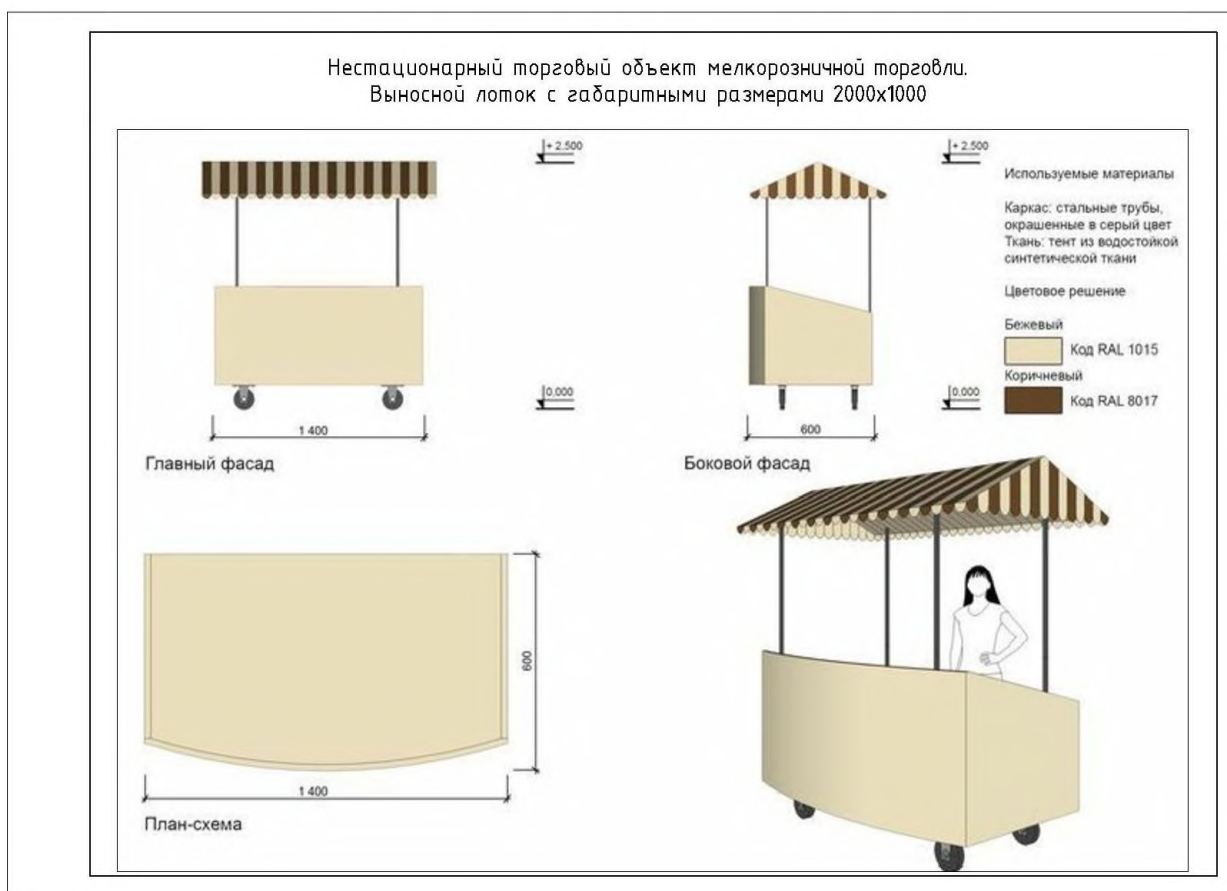 Нестационарный торговый объект мелкорозничной торговли.
Выносной лоток с габаритными размерами 2000х1000
+ 2.500
+ 2.500
Используемые материалы
Каркас: стальные трубы,
окрашенные в серый цвет
Ткань: тент из водостойкой
синтетической ткани
Цветовое решение
Бежевый
Код RAL 1015
Коричневый
Код RAL 8017
0,000
0,000
1 400
600
Главный фасад
Боковой фасад
600
1 400
План-схема